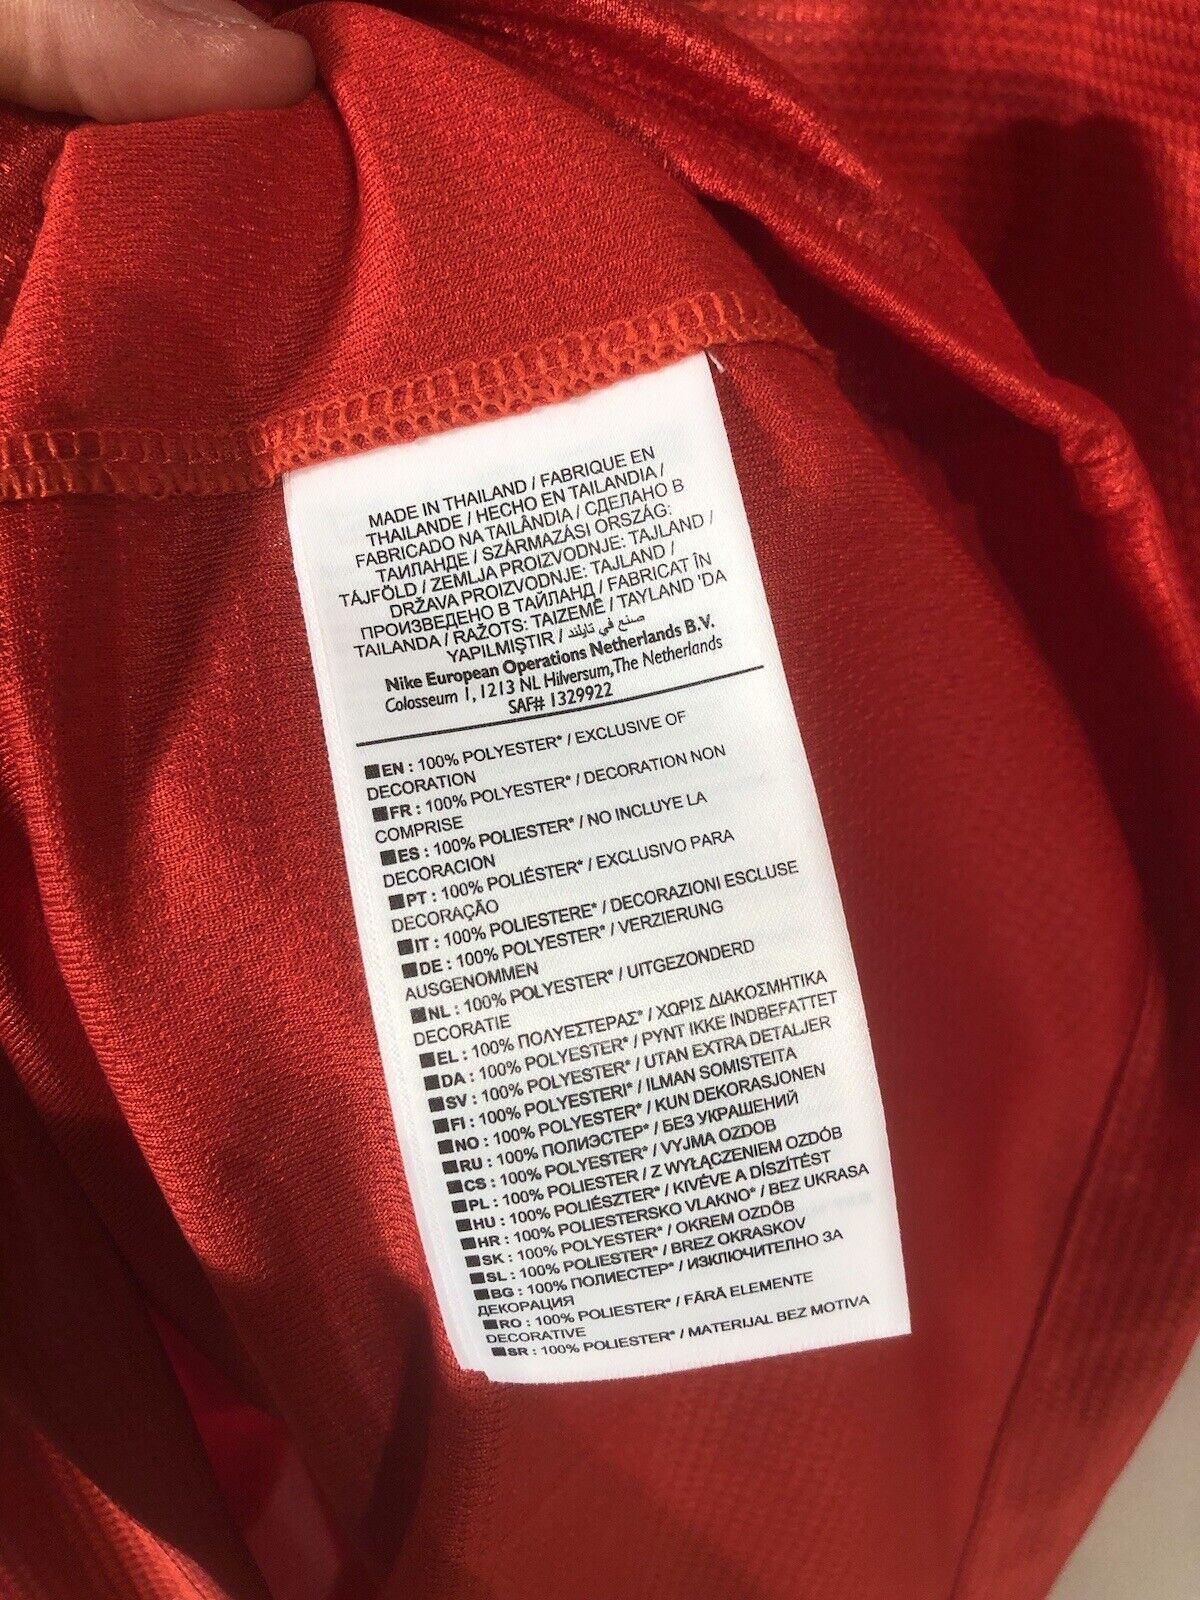 MADE IN THAILAND / FABRIQUE EN
THAILANDE / HECHO EN TAILANDIA /
FABRICADO NA TAILÂNDIA / СДЕЛАНО В
ТАИЛАНДЕ / SZÁRMAZÁSI ORSZÁG:
TÁJFÖLD / ZEMLJA PROIZVODNJE: TAJLAND /
DRŽAVA PROIZVODNJE: TAJLAND /
ПРОИЗВЕДЕНО В ТАЙЛАНД / FABRICAT ÎN
TAILANDA / RAŽOTS: TAIZEMĒ / TAYLAND 'DA
YAPILMIŞTIR / صنع في تايلند
Nike European Operations Netherlands B.V.
Colosseum 1, 1213 NL Hilversum,The Netherlands
SAF# 1329922
■EN : 100% POLYESTER* / EXCLUSIVE OF
DECORATION
■FR : 100% POLYESTER* / DECORATION NON
COMPRISE
■ES : 100% POLIESTER* / NO INCLUYE LA
DECORACION
■PT : 100% POLIÉSTER* / EXCLUSIVO PARA
DECORAÇÃO
■IT : 100% POLIESTERE* / DECORAZIONI ESCLUSE
■DE : 100% POLYESTER* / VERZIERUNG
AUSGENOMMEN
■NL : 100% POLYESTER* / UITGEZONDERD
DECORATIE
■EL : 100% ΠΟΛΥΕΣΤΕΡΑΣ* / ΧΩΡΙΣ ΔΙΑΚΟΣΜΗΤΙΚΑ
■DA : 100% POLYESTER* / PYNT IKKE INDBEFATTET
■SV : 100% POLYESTER* / UTAN EXTRA DETALJER
■FI : 100% POLYESTERI* / ILMAN SOMISTEITA
■NO : 100% POLYESTER* / KUN DEKORASJONEN
■RU : 100% ПОЛИЭСТЕР* / БЕЗ УКРАШЕНИЙ
■CS : 100% POLYESTER* / VYJMA OZDOB
■PL : 100% POLIESTER / Z WYŁĄCZENIEM OZDÓB
■HU : 100% POLIÉSZTER* / KIVÉVE A DÍSZÍTÉST
■HR : 100% POLIESTERSKO VLAKNO* / BEZ UKRASA
■SK : 100% POLYESTER* / OKREM OZDÔB
■SL : 100% POLIESTER* / BREZ OKRASKOV
■BG : 100% ПОЛИЕСТЕР* / ИЗКЛЮЧИТЕЛНО ЗА
ДЕКОРАЦИЯ
■RO : 100% POLIESTER* / FĂRĂ ELEMENTE
DECORATIVE
■SR : 100% POLIESTER* / MATERIJAL BEZ MOTIVA